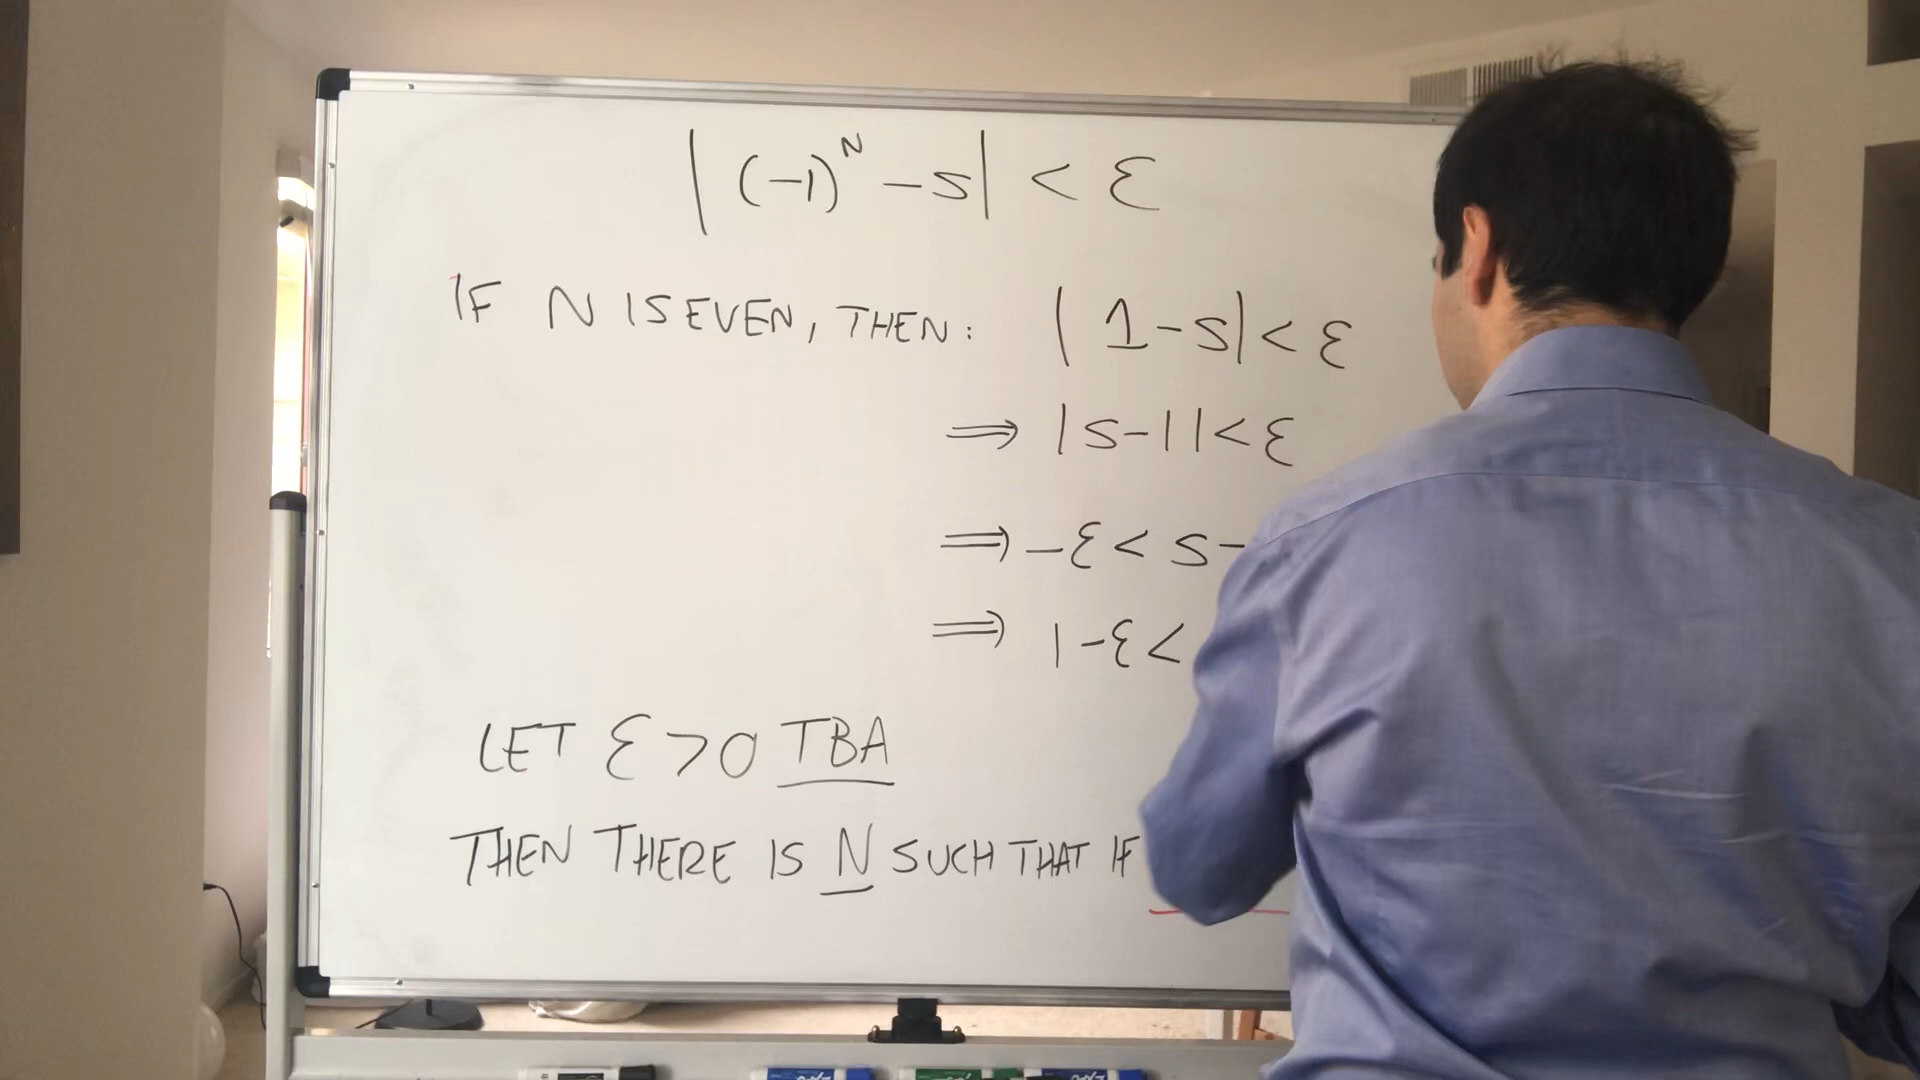 |(-1)^N - S| < ε
IF N IS EVEN, THEN: |1-S| < ε
⟹ |S-1| < ε
⟹ -ε < S-
⟹ 1-ε <
LET ε > 0 TBA
THEN THERE IS N SUCH THAT IF